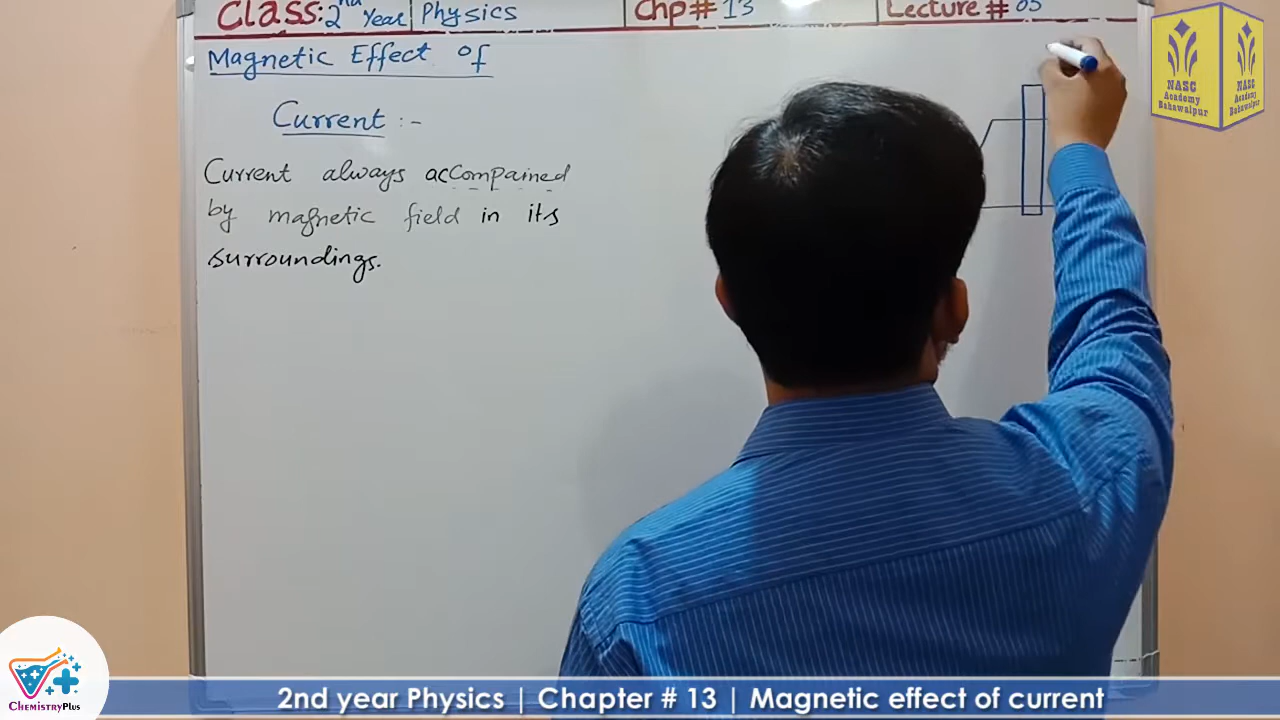 Class: 2nd Year | Physics | Chp # 13 | Lecture # 03
Magnetic Effect of
Current :-
Current always accompained
by magnetic field in its
surroundings.
NASC Academy Bahawalpur
NASC Academy Bahawalpur
ChemistryPlus
2nd year Physics | Chapter # 13 | Magnetic effect of current